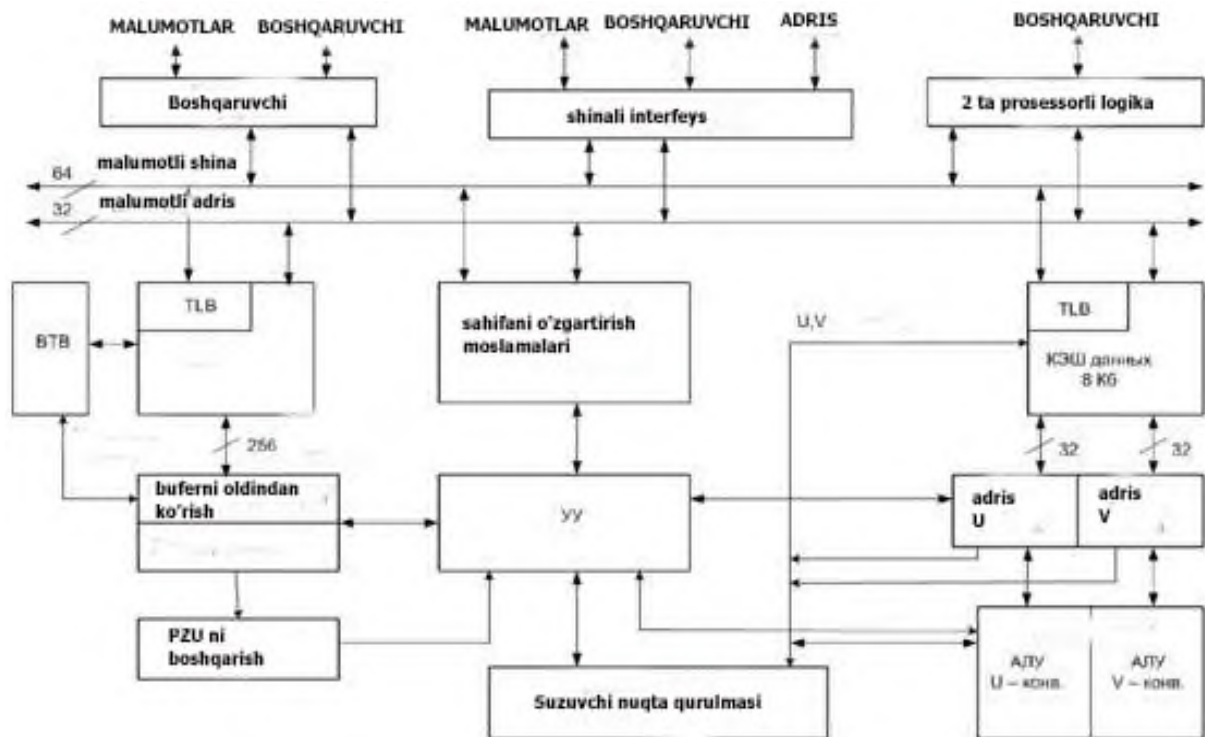 MALUMOTLAR BOSHQARUVCHI
MALUMOTLAR BOSHQARUVCHI ADRIS
BOSHQARUVCHI
Boshqaruvchi
shinali interfeys
2 ta prosessorli logika
64
malumotli shina
32
malumotli adris
BTB
TLB
sahifani o'zgartirish
moslamalari
U,V
TLB
КЭШ данных
8 Кб
256
32
32
buferni oldindan
ko'rish
УУ
adris
U
adris
V
PZU ni
boshqarish
Suzuvchi nuqta qurulmasi
АЛУ
U – конв.
АЛУ
V – конв.